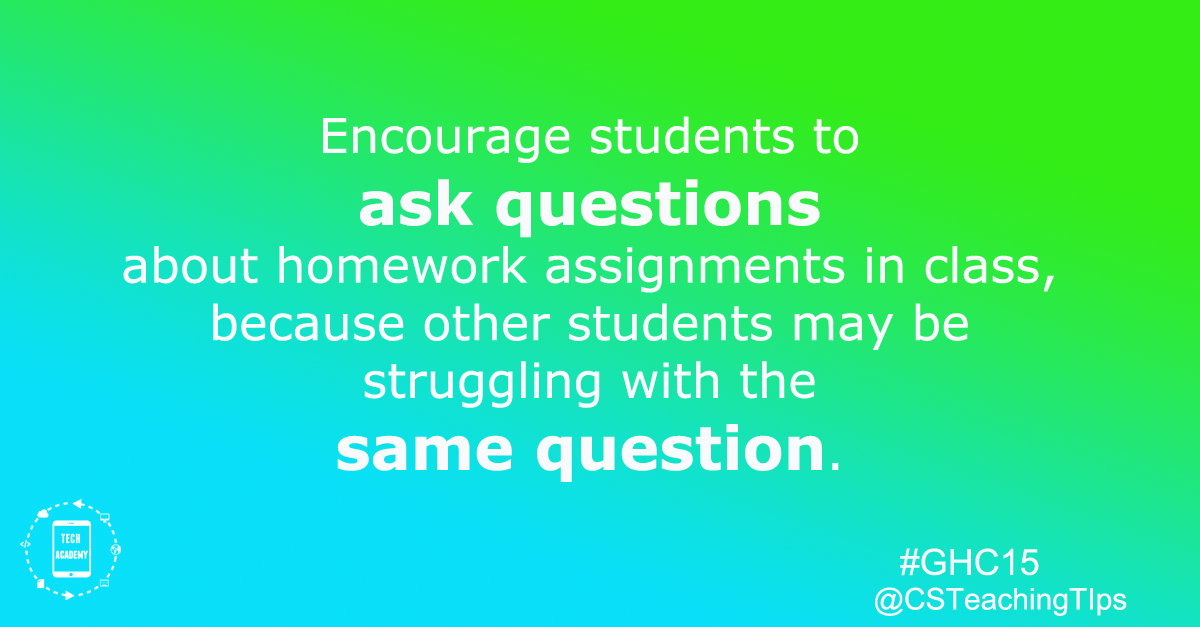 Encourage students to
ask questions
about homework assignments in class,
because other students may be
struggling with the
same question.
TECH
ACADEMY
</>
#GHC15
@CSTeachingTIps